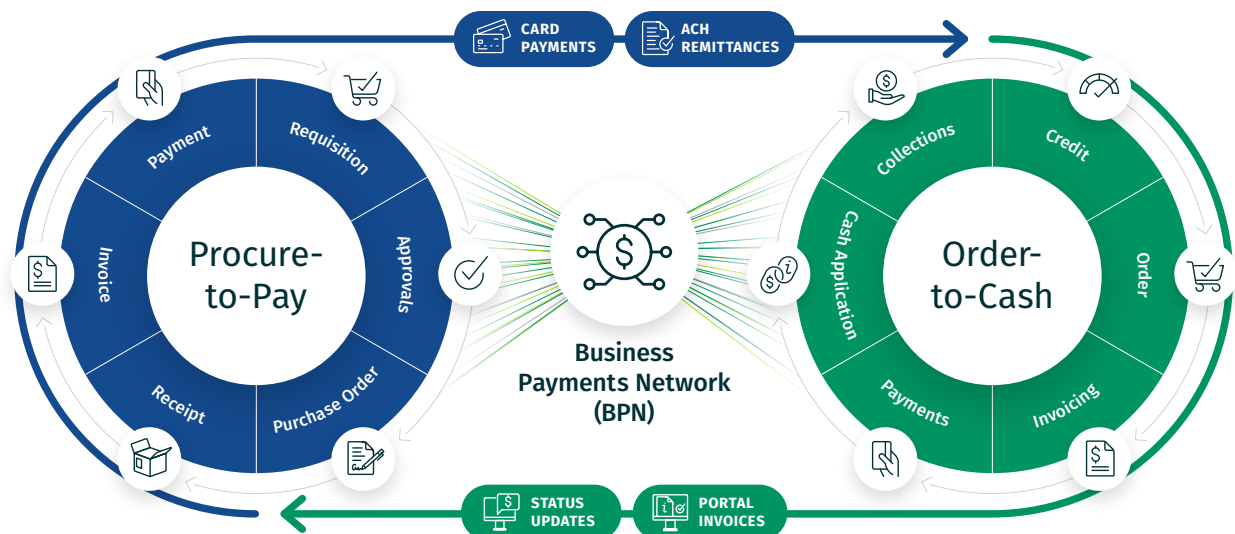 CARD
PAYMENTS
ACH
REMITTANCES
Payment
Requisition
Approvals
Purchase Order
Receipt
Invoice
Procure-
to-Pay
$
Business
Payments Network
(BPN)
Collections
Credit
Order
Invoicing
Payments
Cash Application
Order-
to-Cash
$
$
$ i
$
STATUS
UPDATES
PORTAL
INVOICES
$
i